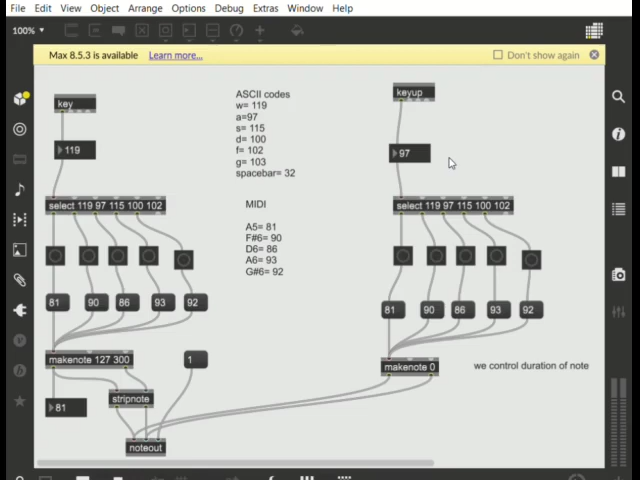 File Edit View Object Arrange Options Debug Extras Window Help
100%
Max 8.5.3 is available Learn more... Don't show again
key
119
select 119 97 115 100 102
81 90 86 93 92
makenote 127 300
1
81
stripnote
noteout
ASCII codes
w= 119
a=97
s= 115
d= 100
f= 102
g= 103
spacebar= 32
MIDI
A5= 81
F#6= 90
D6= 86
A6= 93
G#6= 92
keyup
97
select 119 97 115 100 102
81 90 86 93 92
makenote 0
we control duration of note